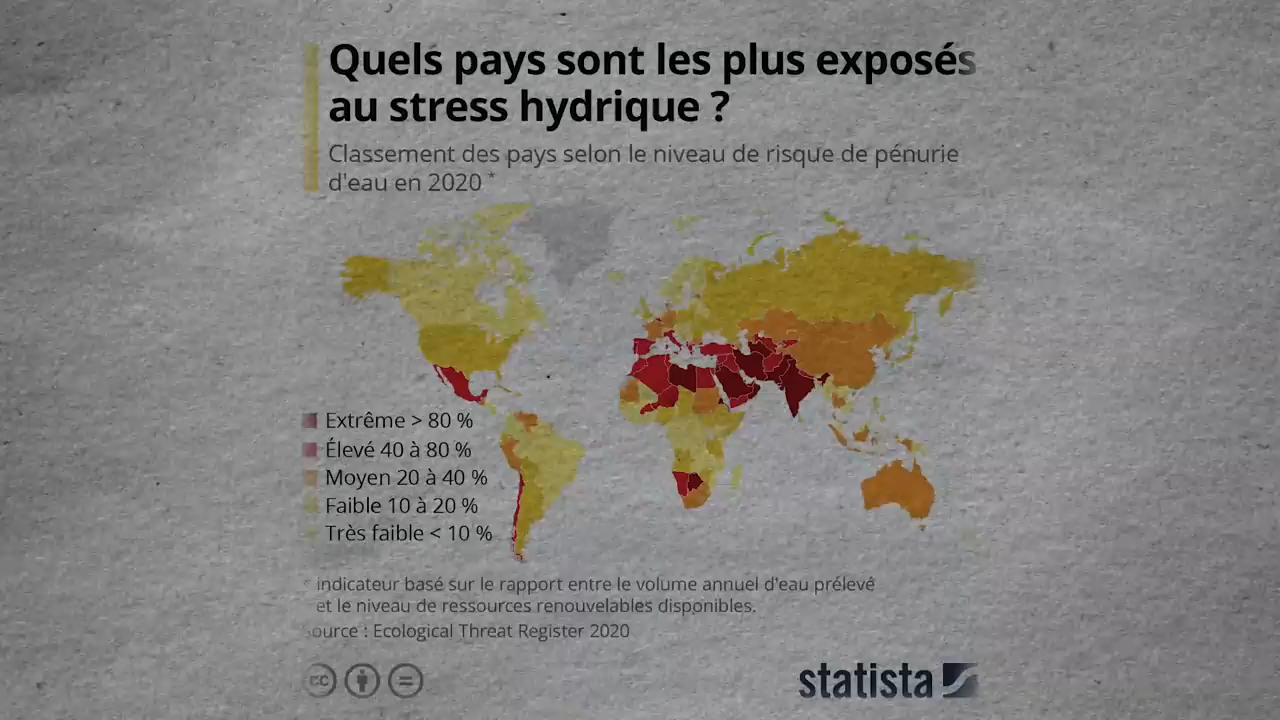 Quels pays sont les plus exposés
au stress hydrique ?
Classement des pays selon le niveau de risque de pénurie
d'eau en 2020 *
Extrême > 80 %
Élevé 40 à 80 %
Moyen 20 à 40 %
Faible 10 à 20 %
Très faible < 10 %
* indicateur basé sur le rapport entre le volume annuel d'eau prélevé
et le niveau de ressources renouvelables disponibles.
Source : Ecological Threat Register 2020
cc
statista